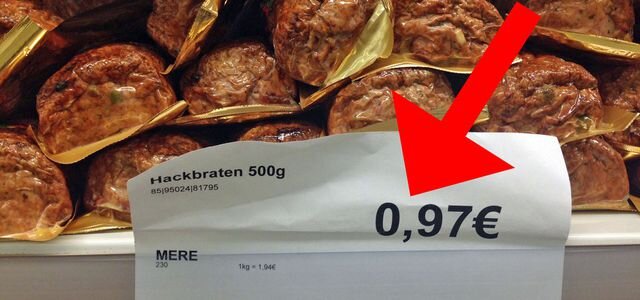 Hackbraten 500g
85|95024|81795
0,97€
MERE
230
1kg = 1,94€